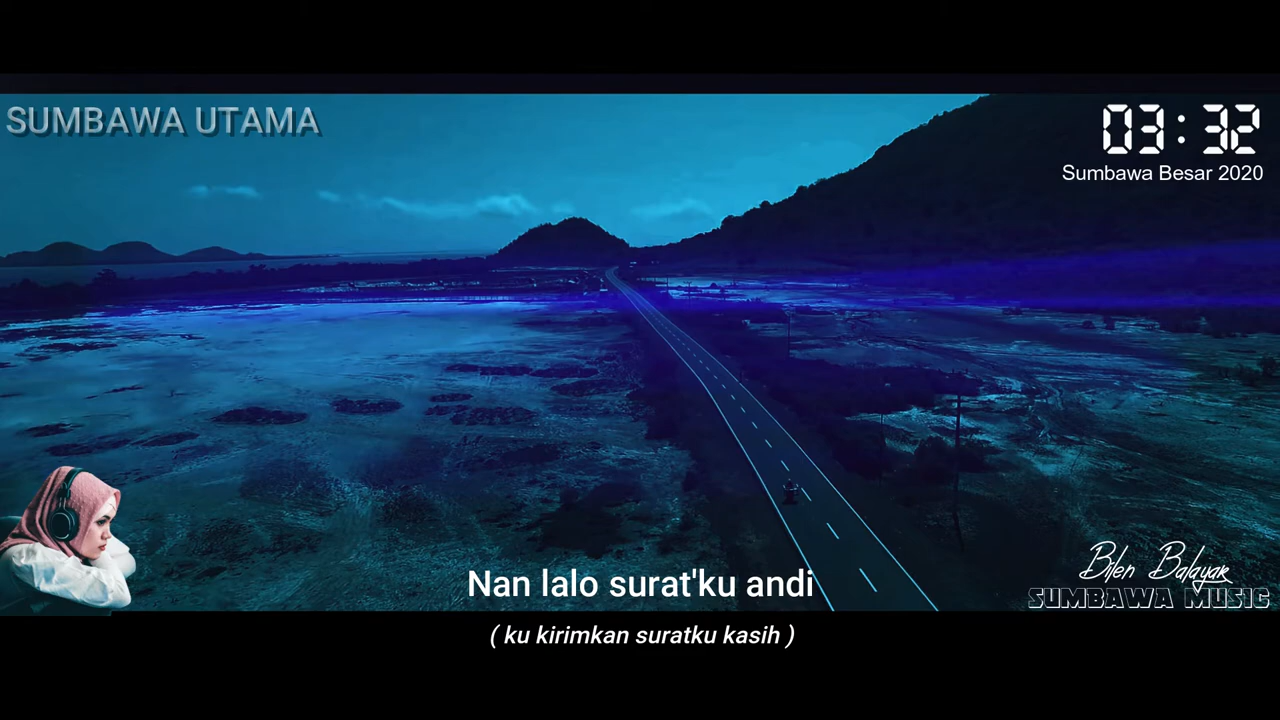 SUMBAWA UTAMA
03:32
Sumbawa Besar 2020
Nan lalo surat'ku andi
( ku kirimkan suratku kasih )
Bilen Balayar
SUMBAWA MUSIC